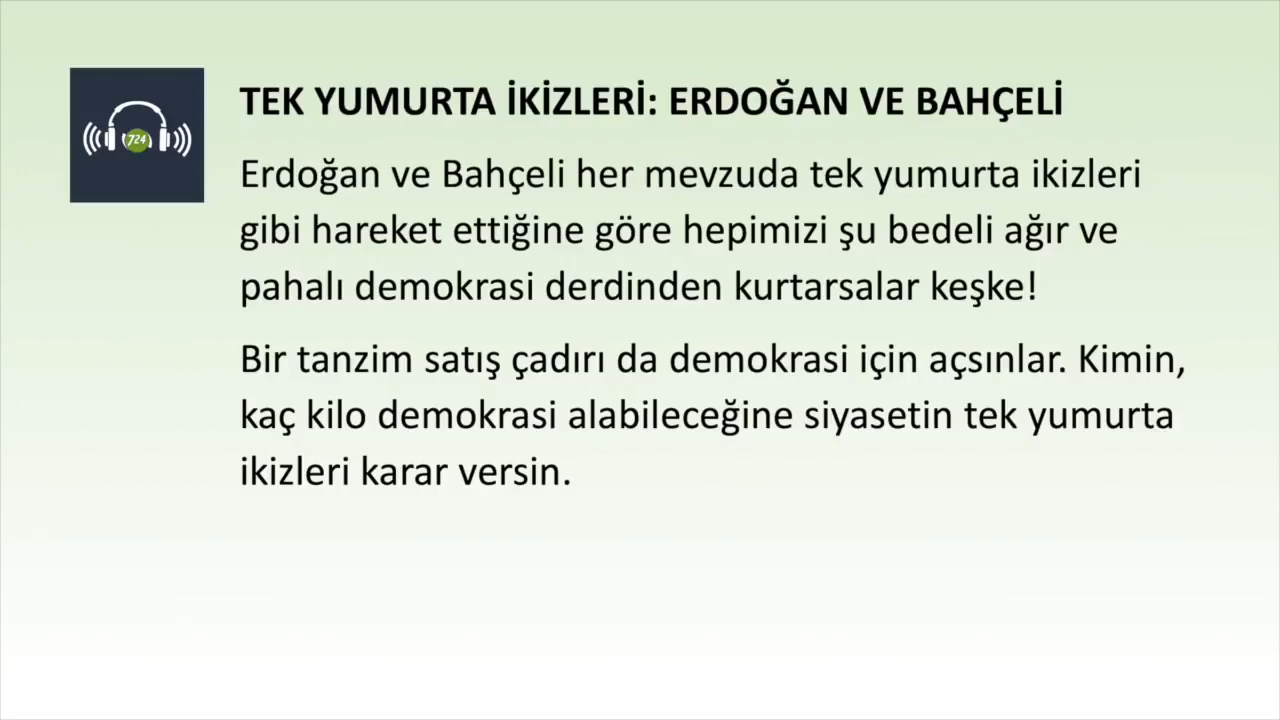 724
TEK YUMURTA İKİZLERİ: ERDOĞAN VE BAHÇELİ
Erdoğan ve Bahçeli her mevzuda tek yumurta ikizleri
gibi hareket ettiğine göre hepimizi şu bedeli ağır ve
pahalı demokrasi derdinden kurtarsalar keşke!
Bir tanzim satış çadırı da demokrasi için açsınlar. Kimin,
kaç kilo demokrasi alabileceğine siyasetin tek yumurta
ikizleri karar versin.